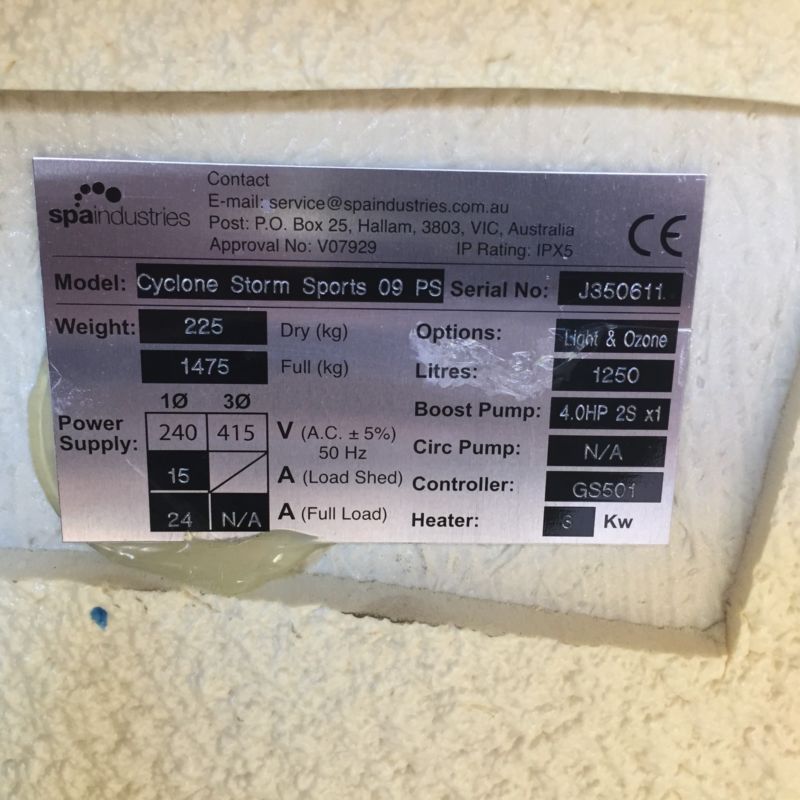 spaindustries
Contact
E-mail: service@spaindustries.com.au
Post: P.O. Box 25, Hallam, 3803, VIC, Australia
Approval No: V07929 IP Rating: IPX5
CE
Model: Cyclone Storm Sports 09 PS Serial No: J350611
Weight: 225 Dry (kg) Options: Light & Ozone
1475 Full (kg) Litres: 1250
1Ø 3Ø Boost Pump: 4.0HP 2S x1
Power Supply: 240 415 V (A.C. ± 5%) 50 Hz Circ Pump: N/A
15 A (Load Shed) Controller: GS501
24 N/A A (Full Load) Heater: Kw